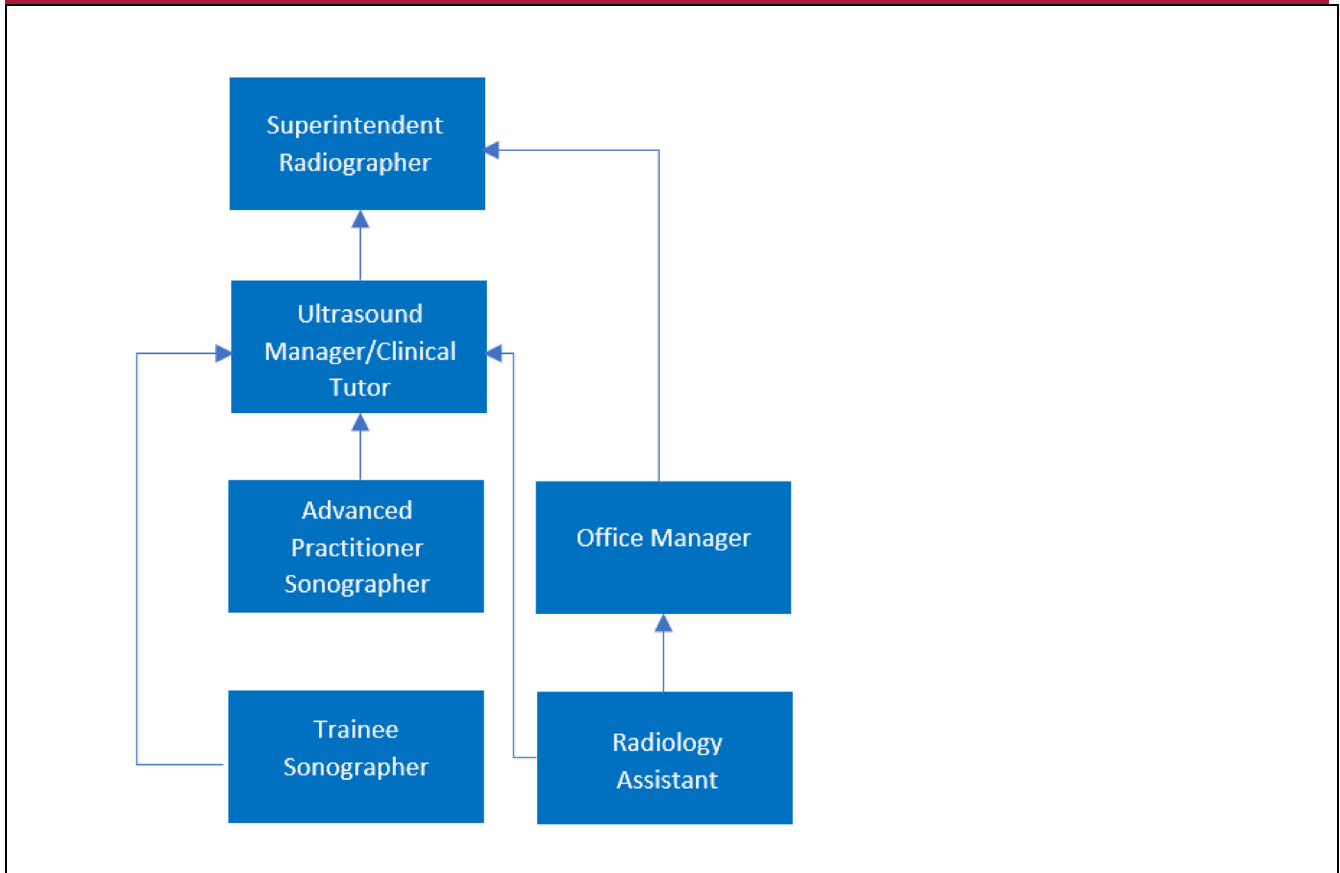 Superintendent
Radiographer
Ultrasound
Manager/Clinical
Tutor
Advanced
Practitioner
Sonographer
Office Manager
Trainee
Sonographer
Radiology
Assistant